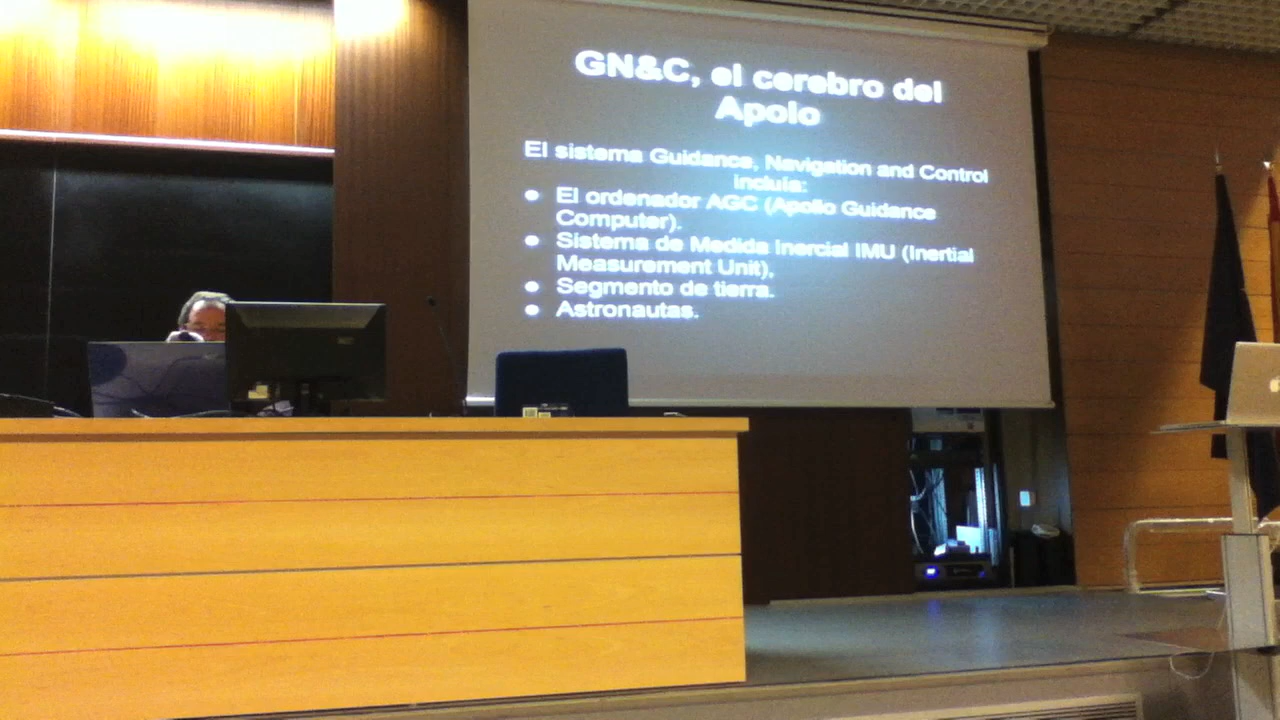 GN&C, el cerebro del
Apolo
El sistema Guidance, Navigation and Control
incluía:
● El ordenador AGC (Apollo Guidance
Computer).
● Sistema de Medida Inercial IMU (Inertial
Measurement Unit),
● Segmento de tierra.
● Astronautas.